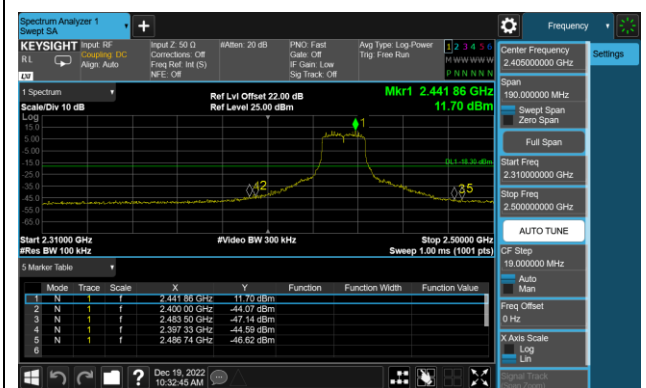 Spectrum Analyzer 1
Swept SA
+
Frequency
KEYSIGHT Input: RF Input Z: 50 Ω #Atten: 20 dB PNO: Fast Avg Type: Log-Power 1 2 3 4 5 6
R L Coupling: DC Corrections: Off Gate: Off Trig: Free Run M W W W W W
Align: Auto Freq Ref: Int (S) IF Gain: Low P N N N N N
NFE: Off Sig Track: Off
LXI
1 Spectrum
Ref Lvl Offset 22.00 dB Mkr1 2.441 86 GHz
Scale/Div 10 dB Ref Level 25.00 dBm 11.70 dBm
Log
15.0
5.00
-5.00
-15.0
-25.0
-35.0
-45.0
-55.0
-65.0
1
DL1 -18.30 dBm
Start 2.31000 GHz #Video BW 300 kHz Stop 2.50000 GHz
#Res BW 100 kHz Sweep 1.00 ms (1001 pts)
5 Marker Table
Mode Trace Scale X Y Function Function Width Function Value
1 N 1 f 2.441 86 GHz 11.70 dBm
2 N 1 f 2.400 00 GHz -44.07 dBm
3 N 1 f 2.483 50 GHz -47.14 dBm
4 N 1 f 2.397 33 GHz -44.59 dBm
5 N 1 f 2.486 74 GHz -46.62 dBm
6
Dec 19, 2022
10:32:45 AM
?
Settings
Center Frequency
2.405000000 GHz
Span
190.000000 MHz
Swept Span
Zero Span
Full Span
Start Freq
2.310000000 GHz
Stop Freq
2.500000000 GHz
AUTO TUNE
CF Step
19.000000 MHz
Auto
Man
Freq Offset
0 Hz
X Axis Scale
Log
Lin
Signal Track
(Span Zoom)